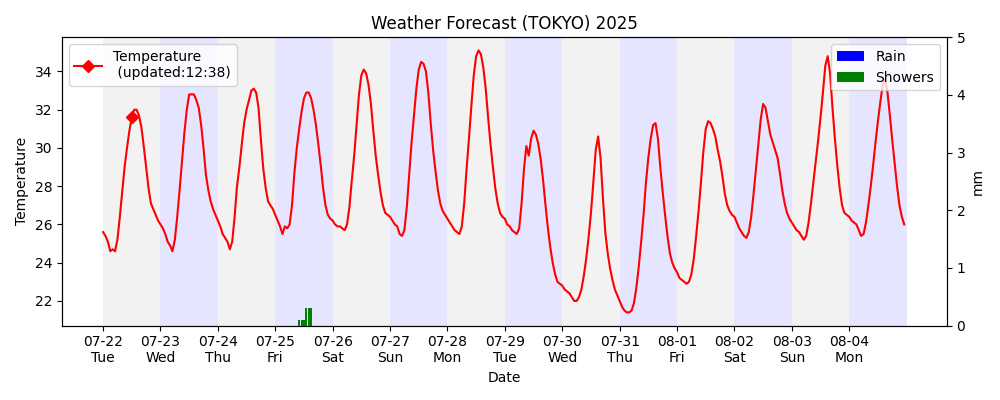 Weather Forecast (TOKYO) 2025
Temperature
(updated:12:38)
Rain
Showers
Temperature
34
32
30
28
26
24
22
5
4
3
2
1
0
mm
07-22 07-23 07-24 07-25 07-26 07-27 07-28 07-29 07-30 07-31 08-01 08-02 08-03 08-04
Tue Wed Thu Fri Sat Sun Mon Tue Wed Thu Fri Sat Sun Mon
Date